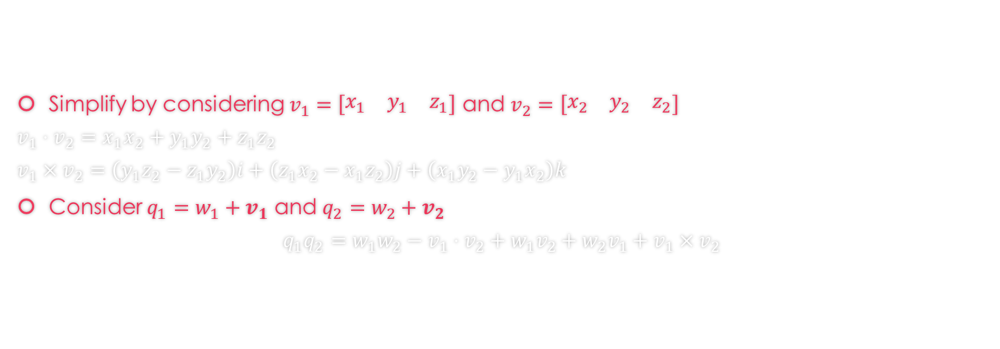 Simplify by considering v₁ = [x₁ y₁ z₁] and v₂ = [x₂ y₂ z₂]
v₁ · v₂ = x₁x₂ + y₁y₂ + z₁z₂
v₁ × v₂ = (y₁z₂ − z₁y₂)i + (z₁x₂ − x₁z₂)j + (x₁y₂ − y₁x₂)k
Consider q₁ = w₁ + v₁ and q₂ = w₂ + v₂
q₁q₂ = w₁w₂ − v₁ · v₂ + w₁v₂ + w₂v₁ + v₁ × v₂